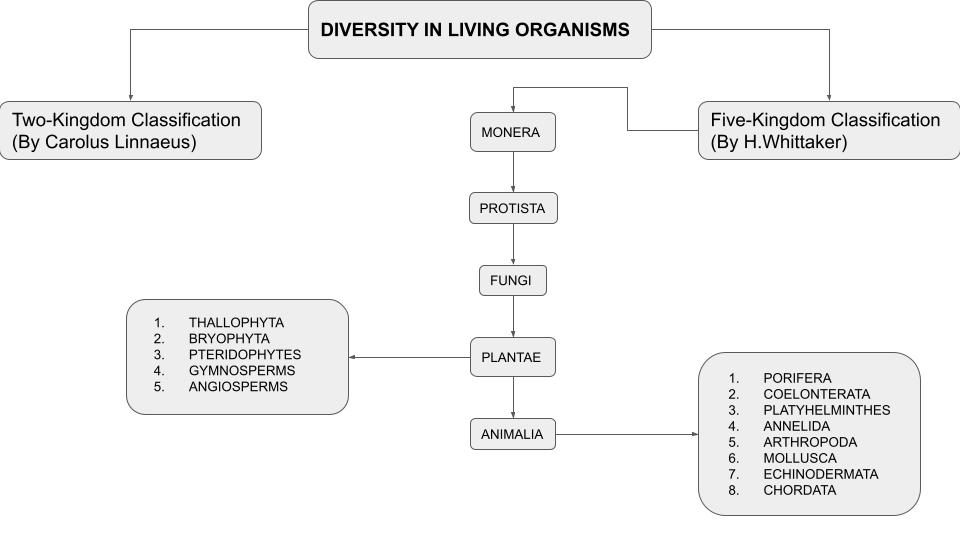 DIVERSITY IN LIVING ORGANISMS
Two-Kingdom Classification
(By Carolus Linnaeus)
Five-Kingdom Classification
(By H.Whittaker)
MONERA
PROTISTA
FUNGI
PLANTAE
ANIMALIA
1. THALLOPHYTA
2. BRYOPHYTA
3. PTERIDOPHYTES
4. GYMNOSPERMS
5. ANGIOSPERMS
1. PORIFERA
2. COELONTERATA
3. PLATYHELMINTHES
4. ANNELIDA
5. ARTHROPODA
6. MOLLUSCA
7. ECHINODERMATA
8. CHORDATA